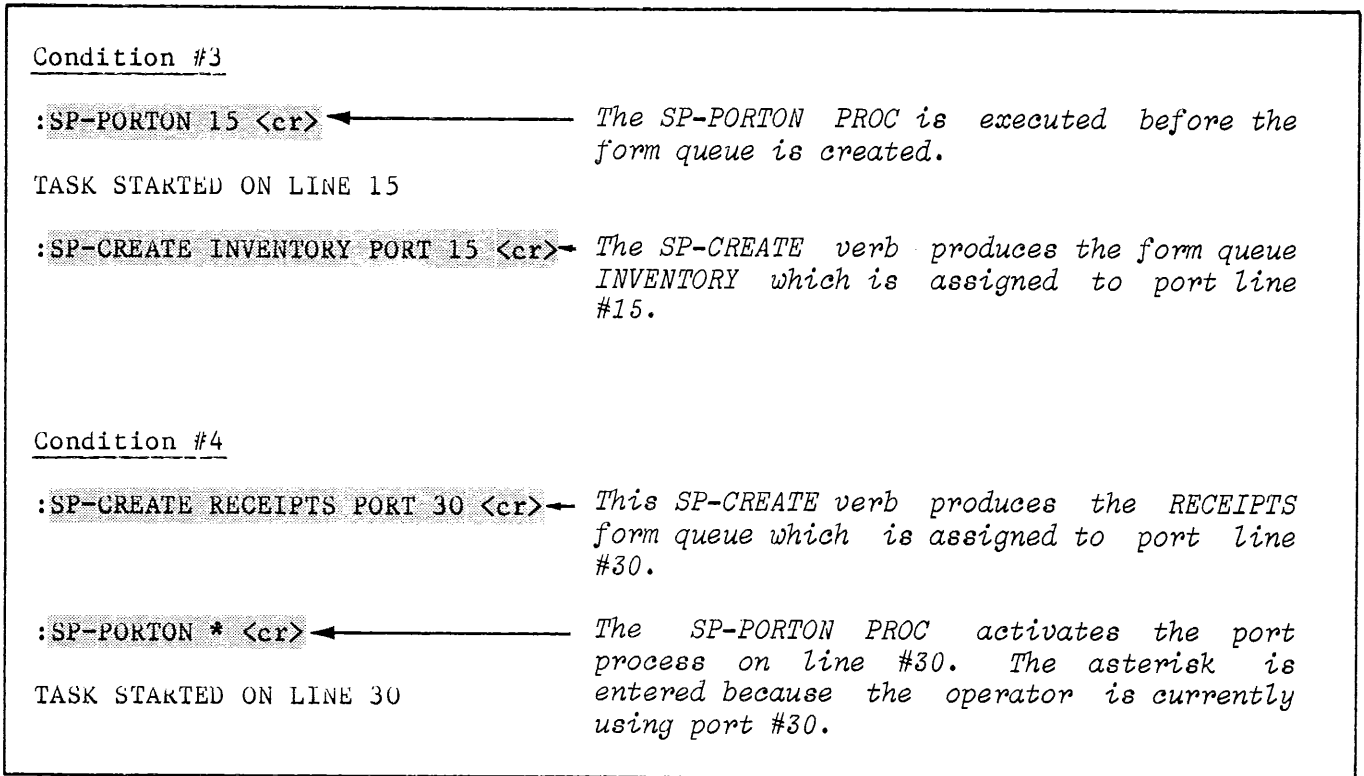 Condition #3
:SP-PORTON 15 <cr>
The SP-PORTON PROC is executed before the
form queue is created.
TASK STARTED ON LINE 15
:SP-CREATE INVENTORY PORT 15 <cr>
The SP-CREATE verb produces the form queue
INVENTORY which is assigned to port line
#15.
Condition #4
:SP-CREATE RECEIPTS PORT 30 <cr>
This SP-CREATE verb produces the RECEIPTS
form queue which is assigned to port line
#30.
:SP-PORTON * <cr>
The SP-PORTON PROC activates the port
process on line #30. The asterisk is
entered because the operator is currently
using port #30.
TASK STARTED ON LINE 30